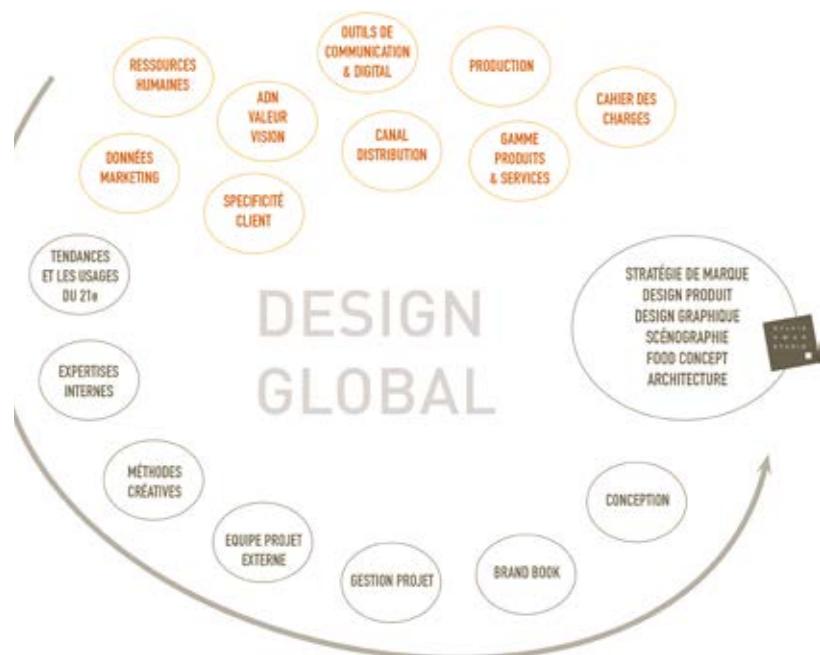 OUTILS DE
COMMUNICATION
& DIGITAL
RESSOURCES
HUMAINES
PRODUCTION
ADN
VALEUR
VISION
CAHIER DES
CHARGES
CANAL
DISTRIBUTION
GAMME
PRODUITS
& SERVICES
DONNÉES
MARKETING
SPECIFICITÉ
CLIENT
TENDANCES
ET LES USAGES
DU 21e
DESIGN
GLOBAL
STRATÉGIE DE MARQUE
DESIGN PRODUIT
DESIGN GRAPHIQUE
SCÉNOGRAPHIE
FOOD CONCEPT
ARCHITECTURE
EXPERTISES
INTERNES
MÉTHODES
CRÉATIVES
EQUIPE PROJET
EXTERNE
GESTION PROJET
BRAND BOOK
CONCEPTION